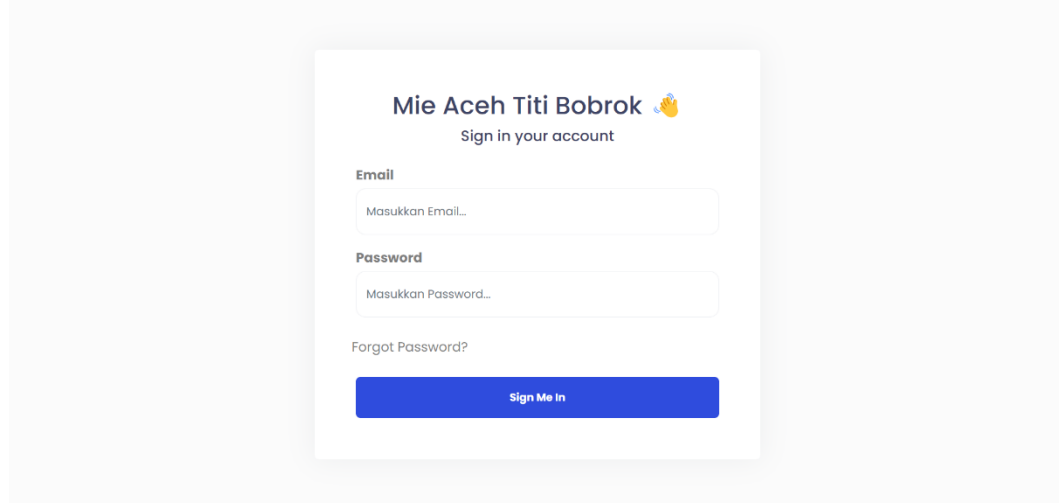 Mie Aceh Titi Bobrok 👋
Sign in your account
Email
Masukkan Email...
Password
Masukkan Password...
Forgot Password?
Sign Me In